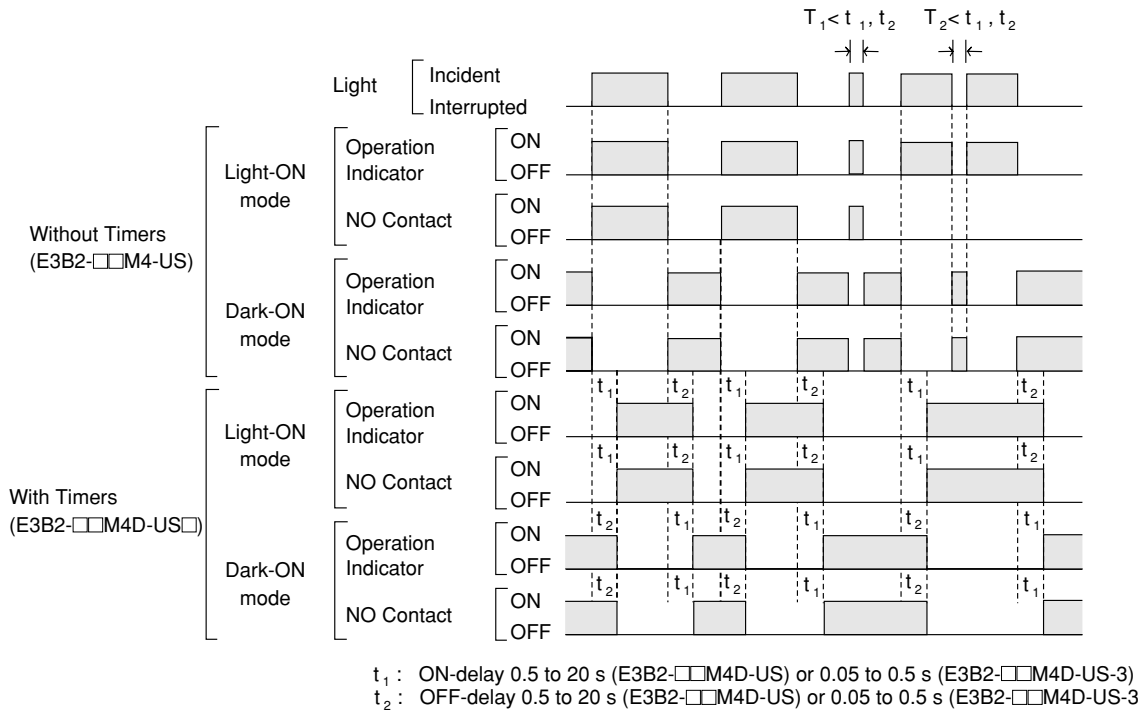 T₁< t₁, t₂ T₂< t₁, t₂
Light Incident
Interrupted
Without Timers
(E3B2-□□M4-US)
Light-ON
mode
Operation
Indicator
ON
OFF
NO Contact
ON
OFF
Dark-ON
mode
Operation
Indicator
ON
OFF
NO Contact
ON
OFF
With Timers
(E3B2-□□M4D-US□)
Light-ON
mode
t₁ t₂ t₁ t₂ t₁ t₂
Operation
Indicator
ON
OFF
t₁ t₂ t₁ t₂ t₁ t₂
NO Contact
ON
OFF
Dark-ON
mode
t₂ t₁ t₂ t₁ t₂ t₁
Operation
Indicator
ON
OFF
t₂ t₁ t₂ t₁ t₂ t₁
NO Contact
ON
OFF
t₁ : ON-delay 0.5 to 20 s (E3B2-□□M4D-US) or 0.05 to 0.5 s (E3B2-□□M4D-US-3)
t₂ : OFF-delay 0.5 to 20 s (E3B2-□□M4D-US) or 0.05 to 0.5 s (E3B2-□□M4D-US-3